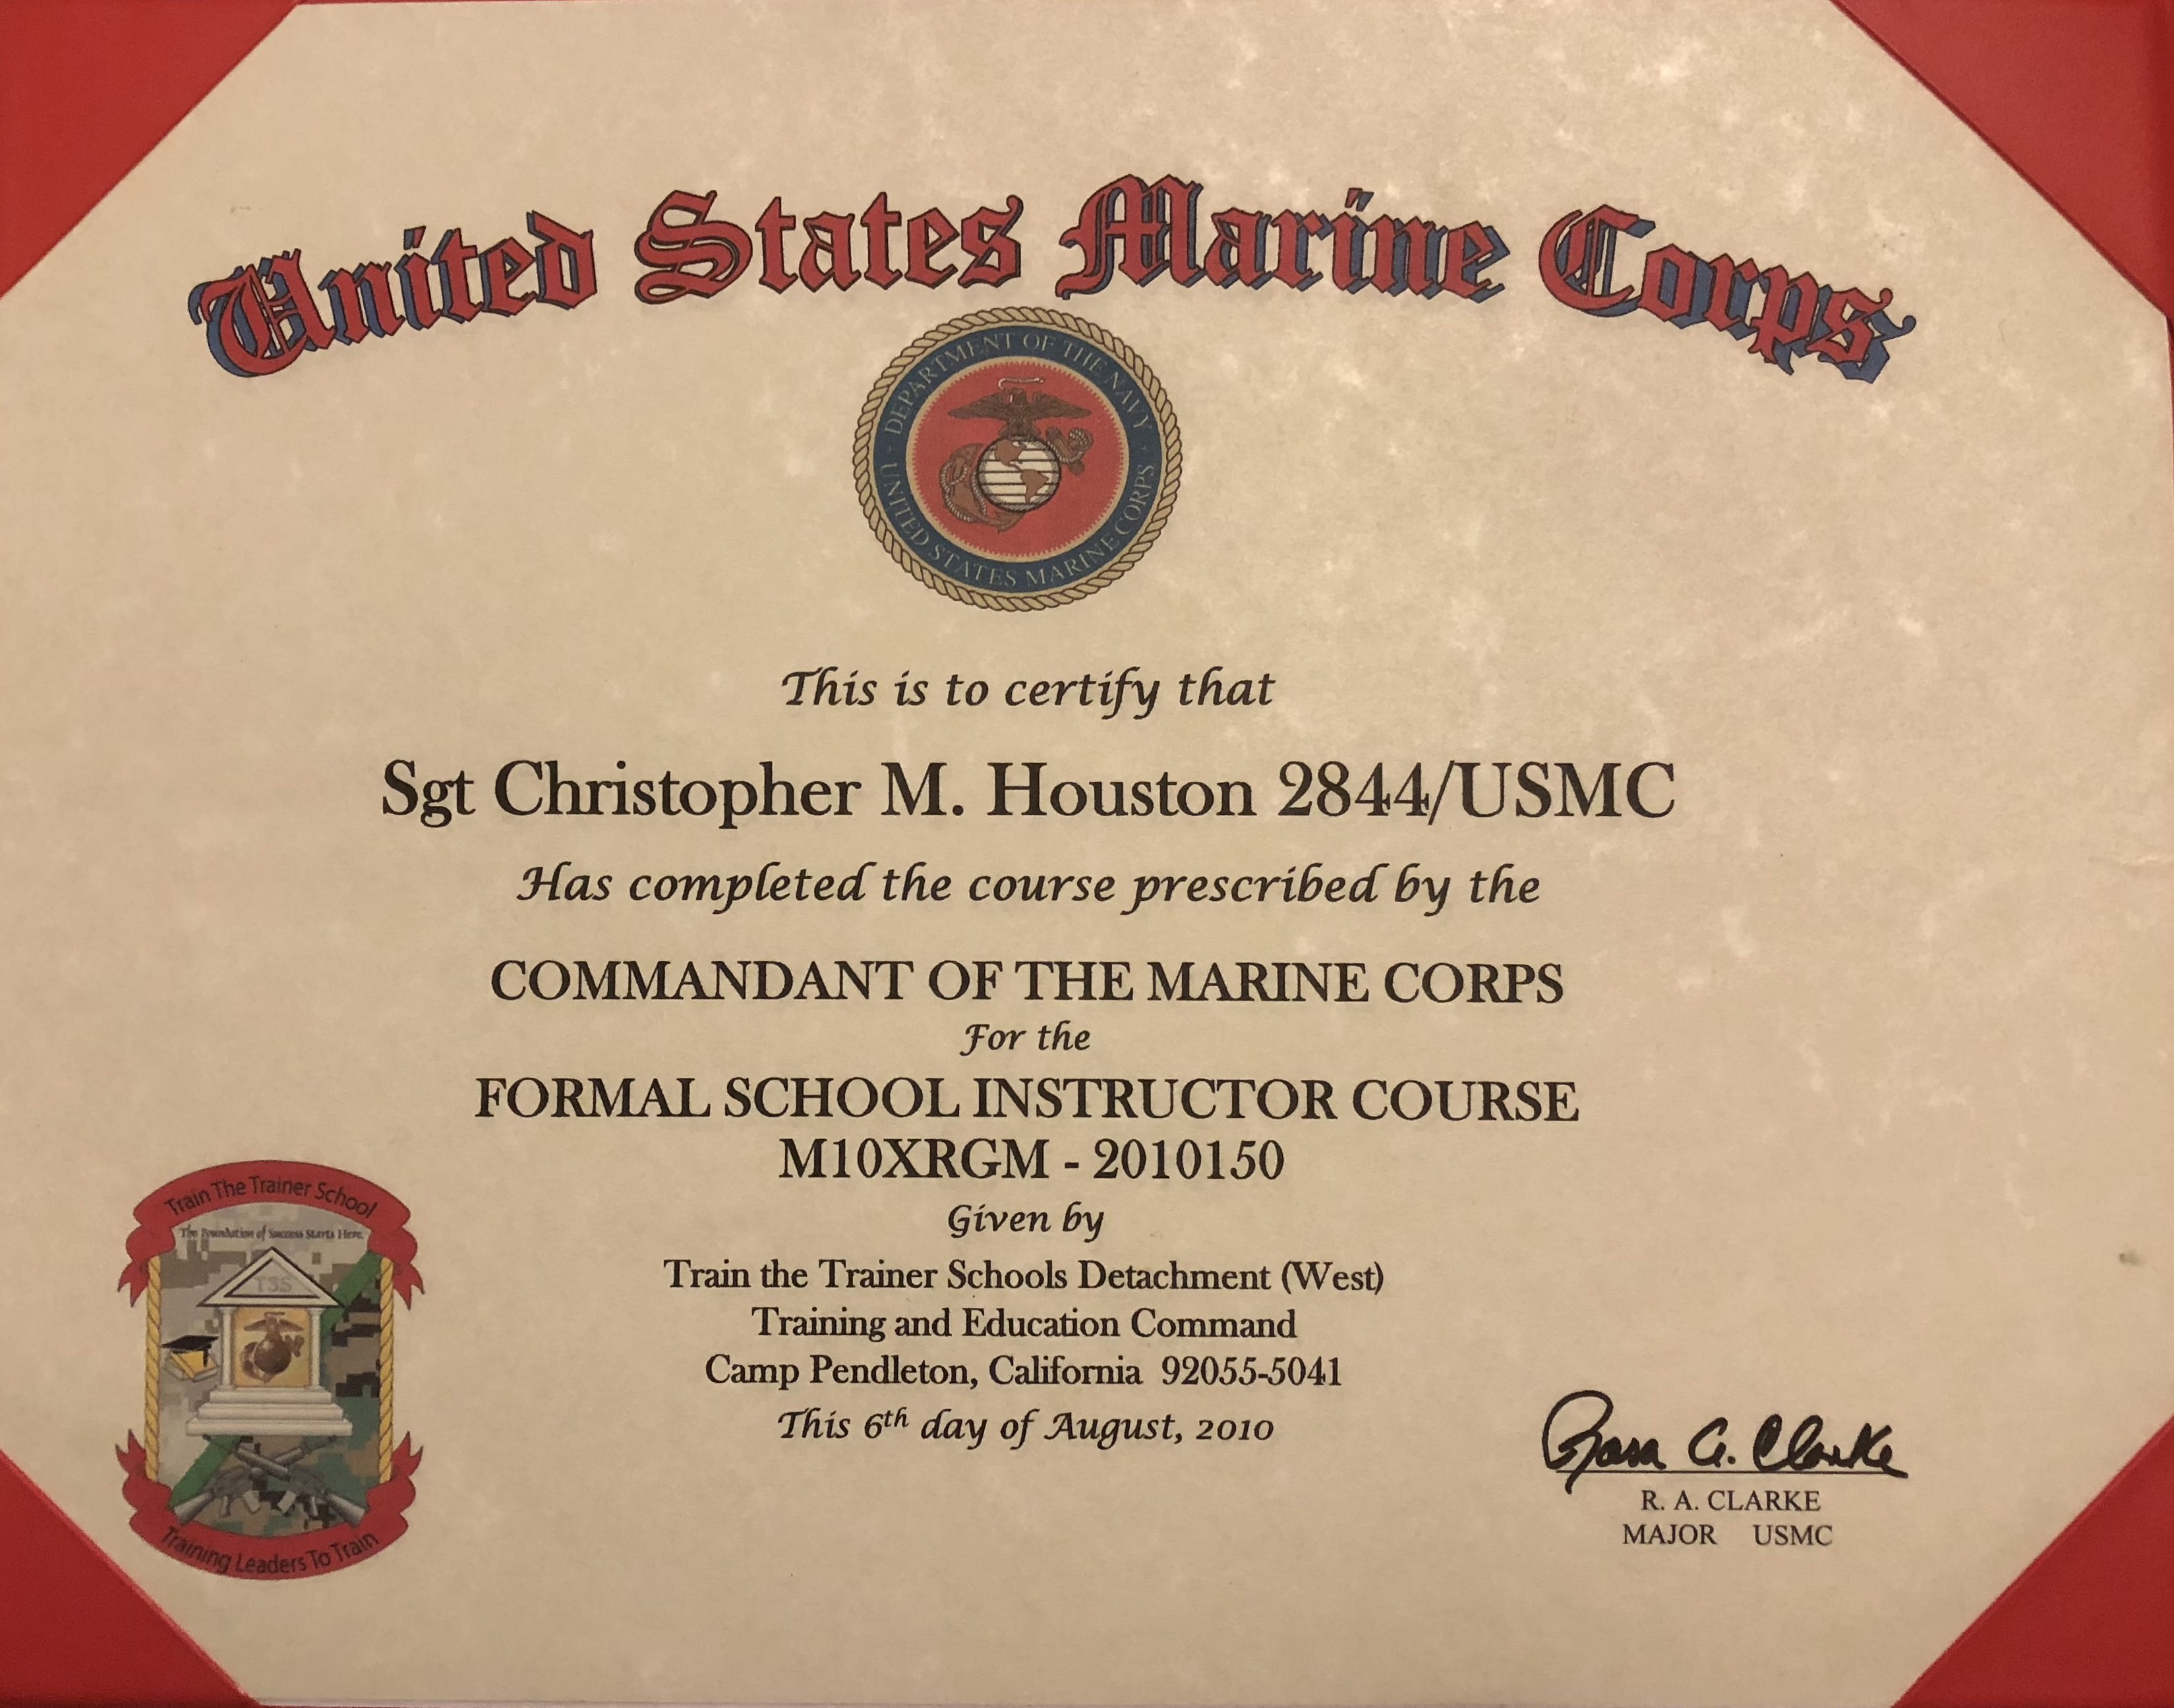 United States Marine Corps
DEPARTMENT OF THE NAVY
UNITED STATES MARINE CORPS
This is to certify that
Sgt Christopher M. Houston 2844/USMC
Has completed the course prescribed by the
COMMANDANT OF THE MARINE CORPS
For the
FORMAL SCHOOL INSTRUCTOR COURSE
M10XRGM - 2010150
Given by
Train the Trainer Schools Detachment (West)
Training and Education Command
Camp Pendleton, California 92055-5041
This 6th day of August, 2010
Train The Trainer School
The Foundation of Success Starts Here.
T3S
Training Leaders To Train
A. Clarke
R. A. CLARKE
MAJOR USMC